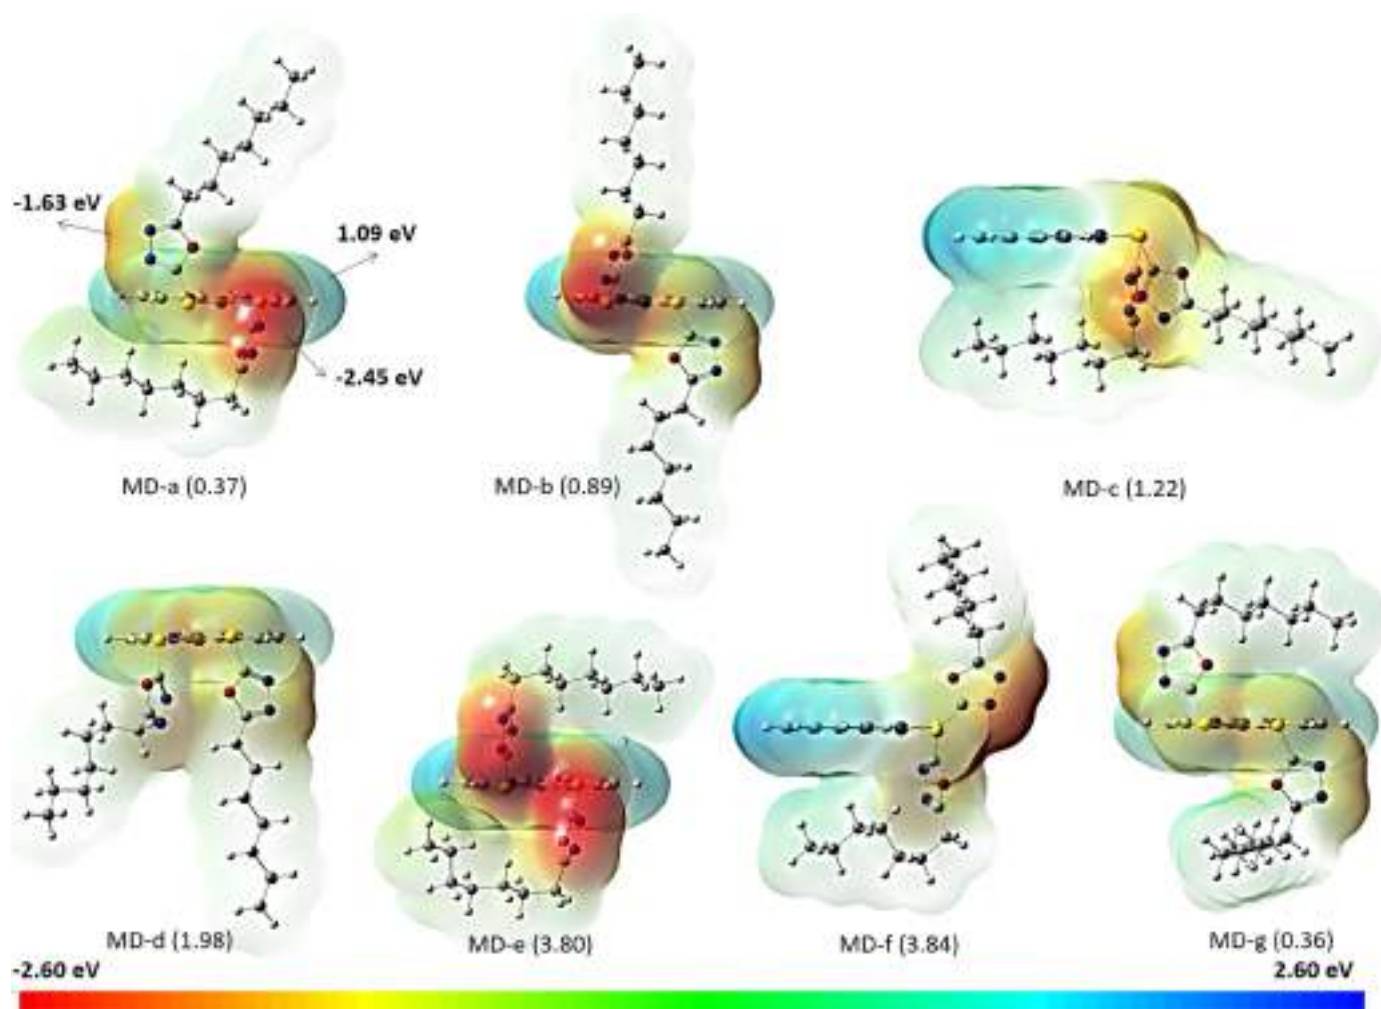 -1.63 eV
1.09 eV
-2.45 eV
MD-a (0.37)
MD-b (0.89)
MD-c (1.22)
MD-d (1.98)
MD-e (3.80)
MD-f (3.84)
MD-g (0.36)
-2.60 eV
2.60 eV